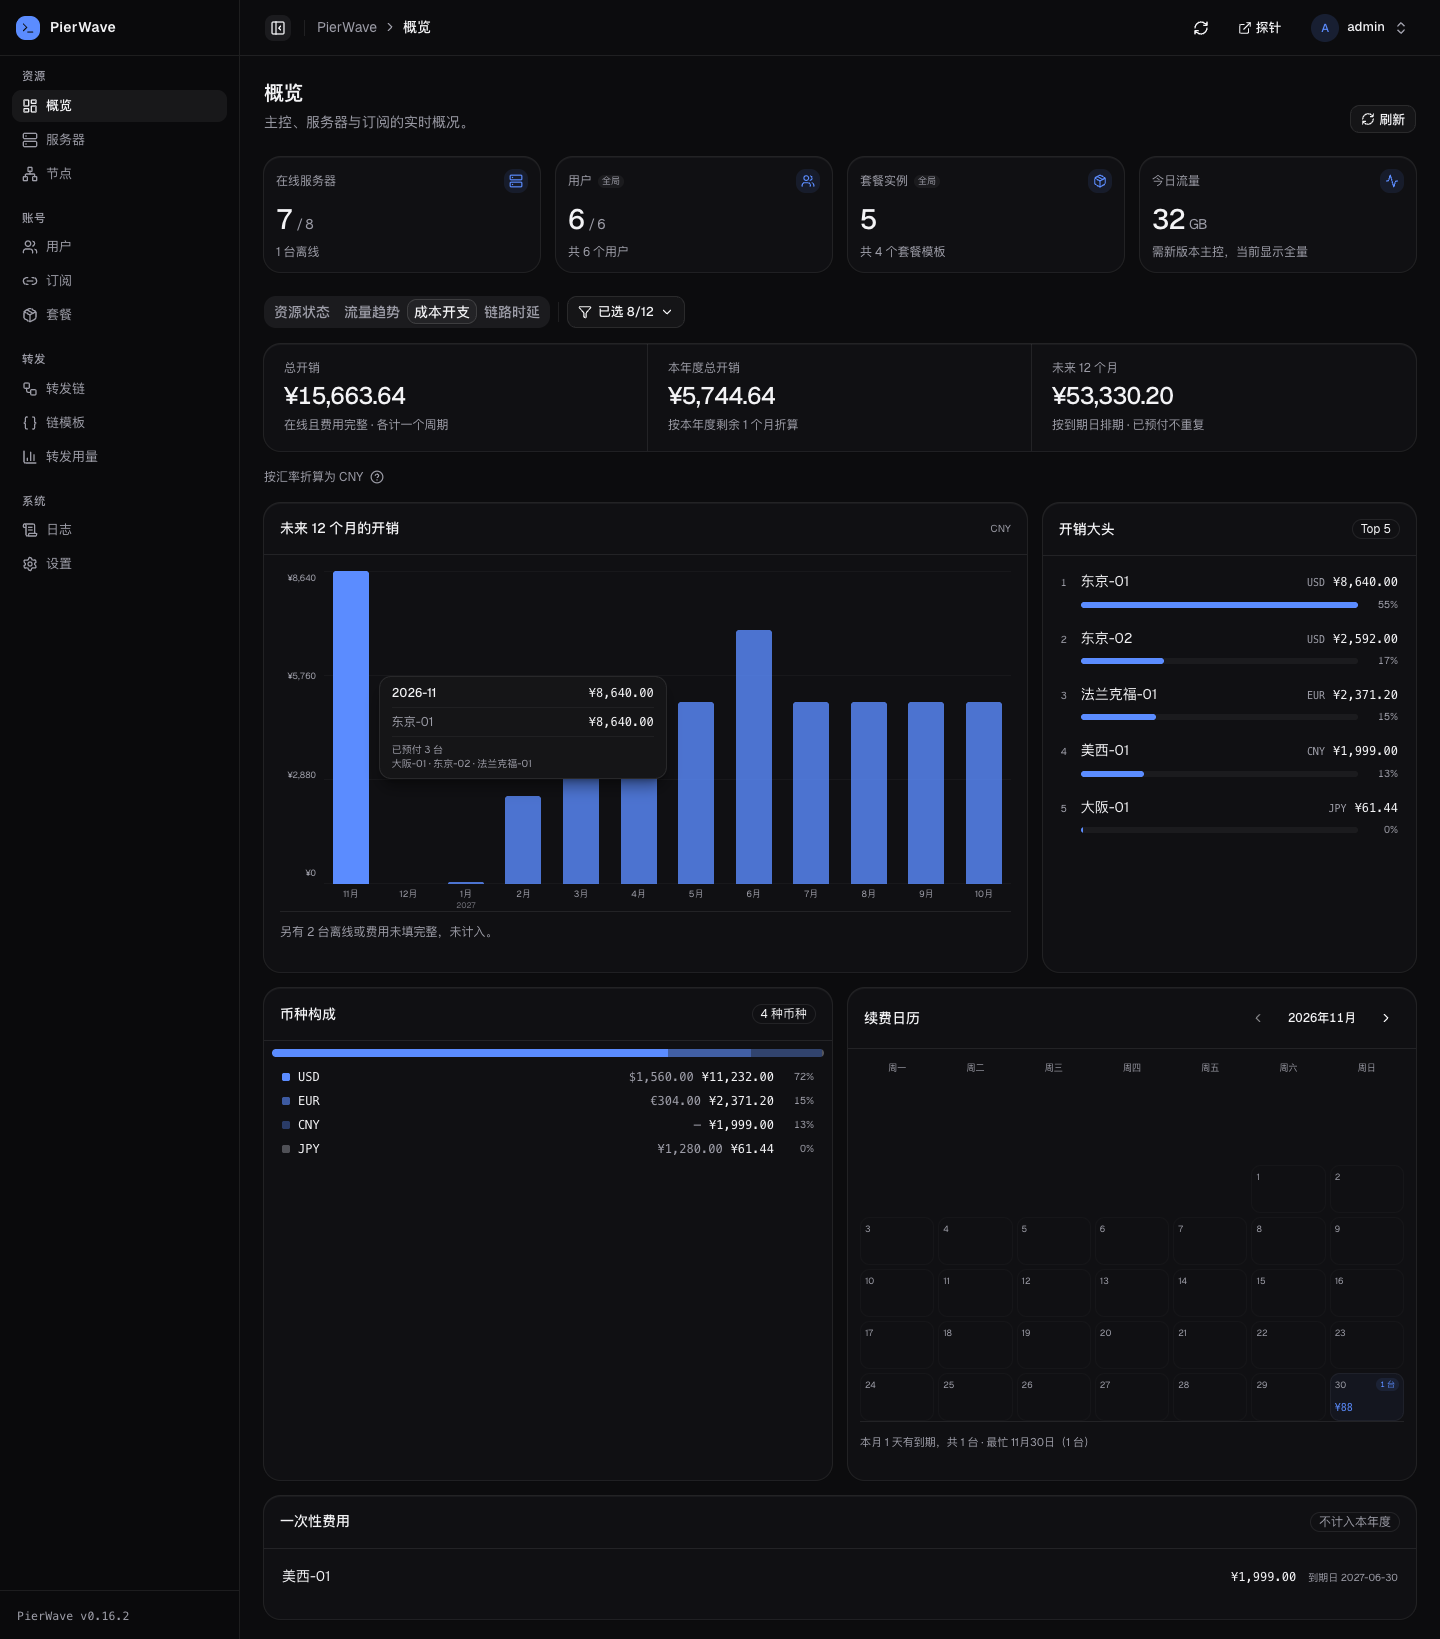 PierWave
PierWave > 概览
探针
A admin
资源
概览
服务器
节点
账号
用户
订阅
套餐
转发
转发链
链模板
转发用量
系统
日志
设置
PierWave v0.16.2
概览
主控、服务器与订阅的实时概况。
刷新
在线服务器
7 / 8
1 台离线
用户 全局
6 / 6
共 6 个用户
套餐实例 全局
5
共 4 个套餐模板
今日流量
32 GB
需新版本主控，当前显示全量
资源状态 流量趋势 成本开支 链路时延
已选 8/12
总开销
¥15,663.64
在线且费用完整 · 各计一个周期
本年度总开销
¥5,744.64
按本年度剩余 1 个月折算
未来 12 个月
¥53,330.20
按到期日排期 · 已预付不重复
按汇率折算为 CNY
未来 12 个月的开销 CNY
¥8,640
¥5,760
¥2,880
¥0
2026-11 ¥8,640.00
东京-01 ¥8,640.00
已预付 3 台
大阪-01 · 东京-02 · 法兰克福-01
11月 12月 1月 2月 3月 4月 5月 6月 7月 8月 9月 10月
2027
另有 2 台离线或费用未填完整，未计入。
开销大头 Top 5
1 东京-01 USD ¥8,640.00
55%
2 东京-02 USD ¥2,592.00
17%
3 法兰克福-01 EUR ¥2,371.20
15%
4 美西-01 CNY ¥1,999.00
13%
5 大阪-01 JPY ¥61.44
0%
币种构成 4 种币种
USD $1,560.00 ¥11,232.00 72%
EUR €304.00 ¥2,371.20 15%
CNY — ¥1,999.00 13%
JPY ¥1,280.00 ¥61.44 0%
续费日历 2026年11月
周一 周二 周三 周四 周五 周六 周日
1 2
3 4 5 6 7 8 9
10 11 12 13 14 15 16
17 18 19 20 21 22 23
24 25 26 27 28 29 30 1 台
¥88
本月 1 天有到期，共 1 台 · 最忙 11月30日（1 台）
一次性费用 不计入本年度
美西-01 ¥1,999.00 到期日 2027-06-30